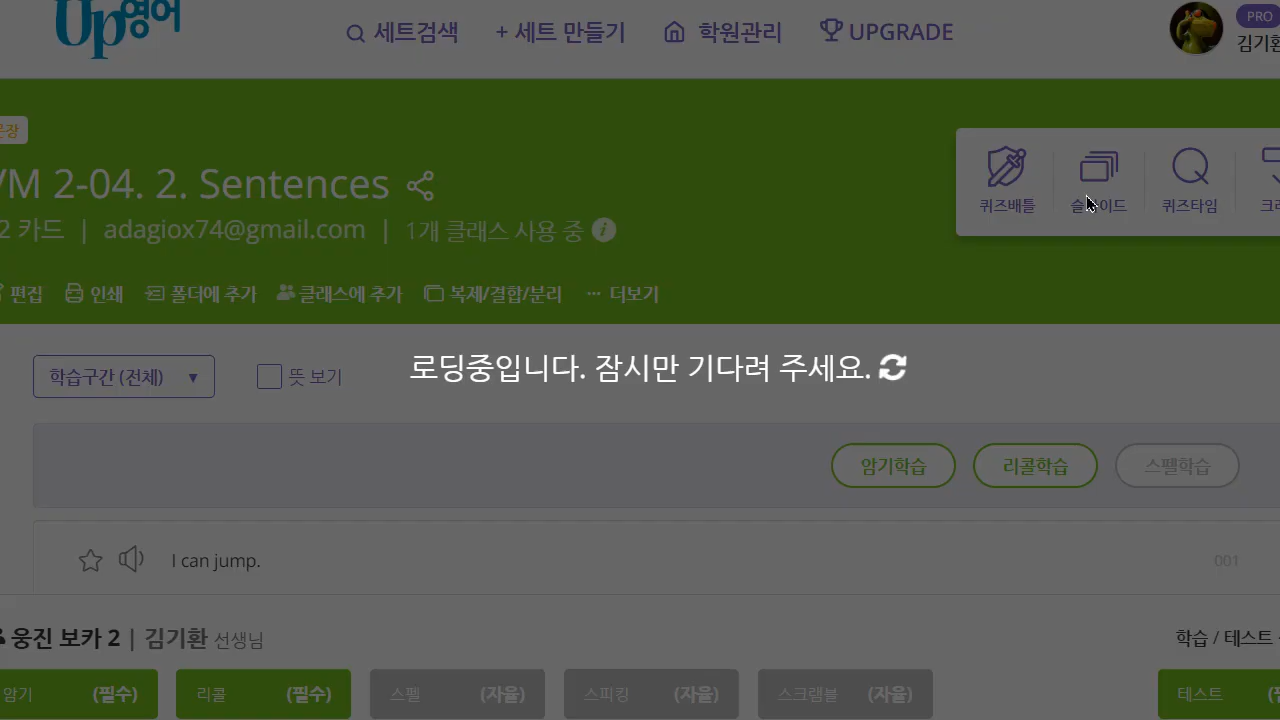 Up영어
세트검색
+ 세트 만들기
학원관리
UPGRADE
PRO
김기환
문장
VM 2-04. 2. Sentences
2 카드 | adagiox74@gmail.com | 1개 클래스 사용 중
편집
인쇄
폴더에 추가
클래스에 추가
복제/결합/분리
··· 더보기
퀴즈배틀
슬라이드
퀴즈타임
로딩중입니다. 잠시만 기다려 주세요.
학습구간 (전체) ▼
뜻 보기
암기학습
리콜학습
스펠학습
I can jump.
001
웅진 보카 2 | 김기환 선생님
학습 / 테스트
암기 (필수)
리콜 (필수)
스펠 (자율)
스피킹 (자율)
스크램블 (자율)
테스트